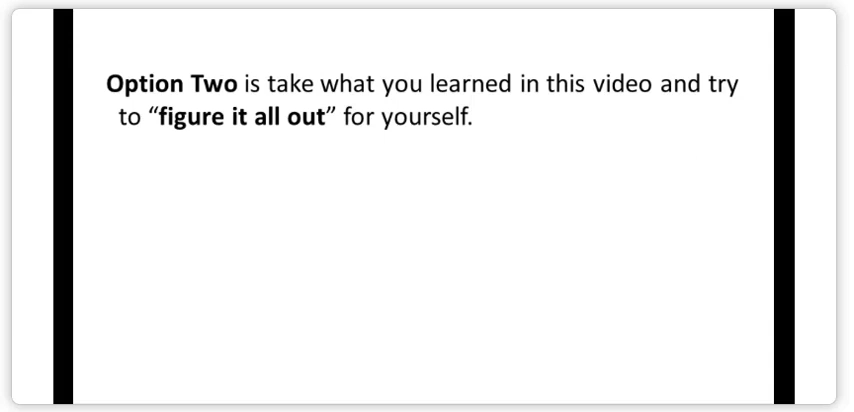 Option Two is take what you learned in this video and try
to “figure it all out” for yourself.